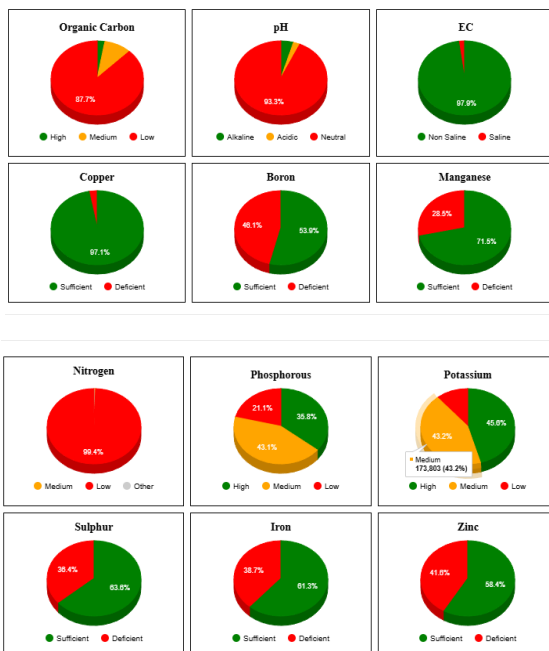 Organic Carbon
87.7%
High Medium Low
pH
93.3%
Alkaline Acidic Neutral
EC
97.9%
Non Saline Saline
Copper
97.1%
Sufficient Deficient
Boron
46.1%
53.9%
Sufficient Deficient
Manganese
28.5%
71.5%
Sufficient Deficient
Nitrogen
99.4%
Medium Low Other
Phosphorous
21.1%
35.8%
43.1%
High Medium Low
Potassium
45.6%
43.2%
Medium
173,803 (43.2%)
High Medium Low
Sulphur
36.4%
63.6%
Sufficient Deficient
Iron
38.7%
61.3%
Sufficient Deficient
Zinc
41.6%
58.4%
Sufficient Deficient